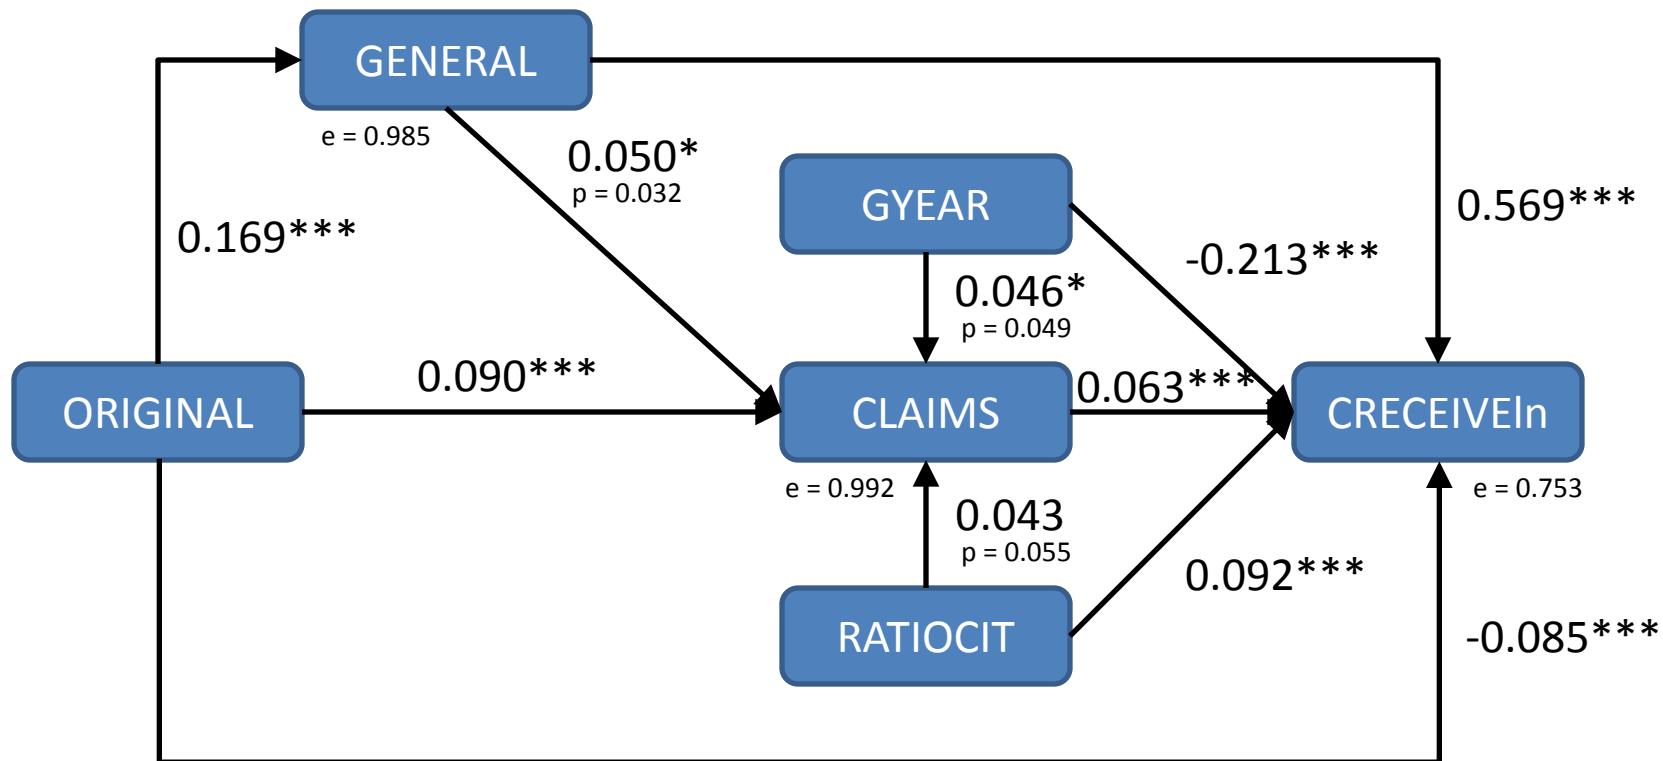 GENERAL
e = 0.985
0.050*
p = 0.032
GYEAR
0.569***
0.169***
-0.213***
0.046*
p = 0.049
0.090***
0.063***
ORIGINAL
CLAIMS
CRECEIVEln
e = 0.992
e = 0.753
0.043
p = 0.055
0.092***
RATIOCIT
-0.085***